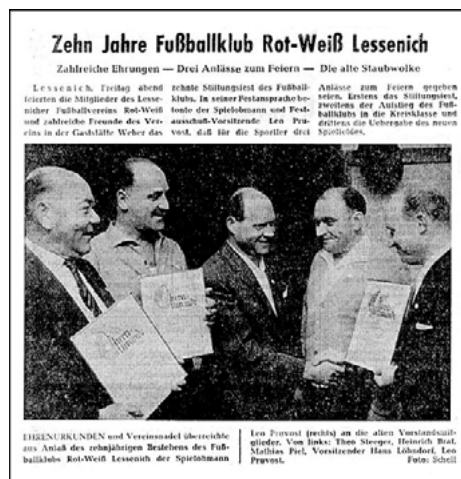 Zehn Jahre Fußballklub Rot-Weiß Lessenich
Zahlreiche Ehrungen — Drei Anlässe zum Feiern — Die alte Staubwolke
Lessenich. Freitag abend
feierten die Mitglieder des Lesse-
nicher Fußballvereins Rot-Weiß
und zahlreiche Freunde des Ver-
eins in der Gaststätte Weber das
zehnte Stiftungsfest des Fußball-
klubs. In seiner Festansprache be-
tonte der Spielobmann und Fest-
ausschuß-Vorsitzende Leo Pru-
vost, daß für die Sportler drei
Anlässe zum Feiern gegeben
seien. Erstens das Stiftungsfest,
zweitens der Aufstieg des Fuß-
ballklubs in die Kreisklasse und
drittens die Uebergabe des neuen
Spielfeldes.
Ehren-
Ehren-
EHRENURKUNDEN und Vereinsnadel überreichte
aus Anlaß des zehnjährigen Bestehens des Fuß-
ballklubs Rot-Weiß Lessenich der Spielobmann
Leo Pruvost (rechts) an die alten Vorstandsmit-
glieder. Von links: Theo Steeger, Heinrich Braf,
Mathias Piel, Vorsitzender Hans Löhndorf, Leo
Pruvost. Foto: Schell